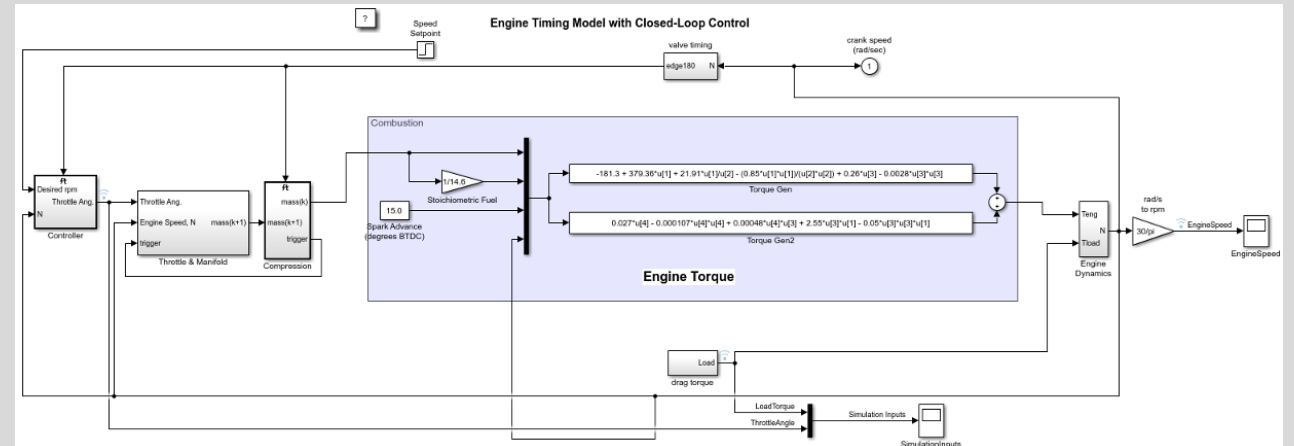 ?
Engine Timing Model with Closed-Loop Control
Speed
Setpoint
valve timing
edge180
N
crank speed
(rad/sec)
1
Combustion
ft
Desired rpm
Throttle Ang.
N
Controller
Throttle Ang.
Engine Speed, N
mass(k+1)
trigger
Throttle & Manifold
ft
mass(k)
mass(k+1)
trigger
Compression
1/14.6
Stoichiometric Fuel
15.0
Spark Advance
(degrees BTDC)
-181.3 + 379.36*u[1] + 21.91*u[1]/u[2] - (0.85*u[1]*u[1])/(u[2]*u[2]) + 0.26*u[3] - 0.0028*u[3]*u[3]
Torque Gen
0.027*u[4] - 0.000107*u[4]*u[4] + 0.00048*u[4]*u[3] + 2.55*u[3]*u[1] - 0.05*u[3]*u[3]*u[1]
Torque Gen2
+
+
Engine Torque
Teng
N
Tload
Engine
Dynamics
rad/s
to rpm
30/pi
EngineSpeed
EngineSpeed
Load
drag torque
LoadTorque
ThrottleAngle
Simulation Inputs
SimulationInputs